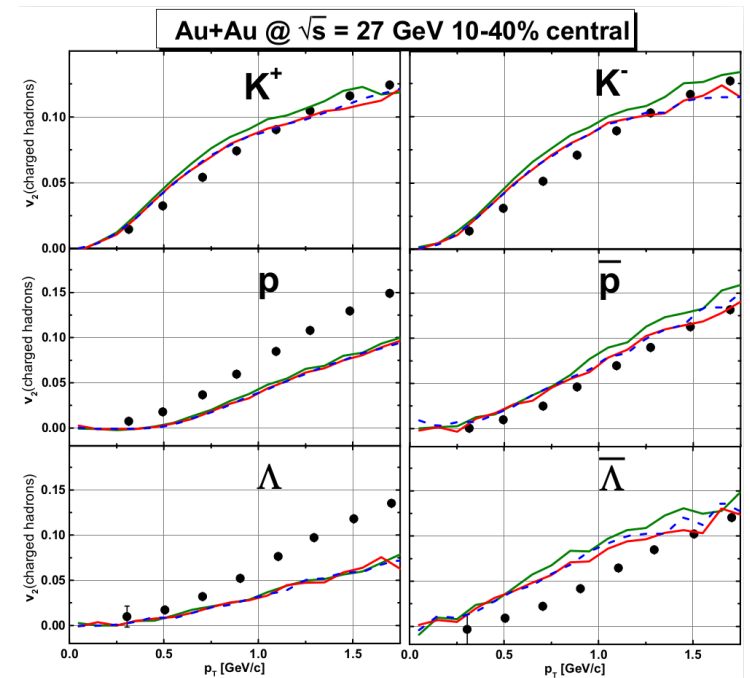 Au+Au @ √s = 27 GeV 10-40% central
K⁺
K⁻
0.10
0.05
0.00
v₂(charged hadrons)
p
p̅
0.15
0.10
0.05
0.00
v₂(charged hadrons)
Λ
Λ̅
0.15
0.10
0.05
0.00
v₂(charged hadrons)
0.0 0.5 1.0 1.5
0.0 0.5 1.0 1.5
p_T [GeV/c]
p_T [GeV/c]